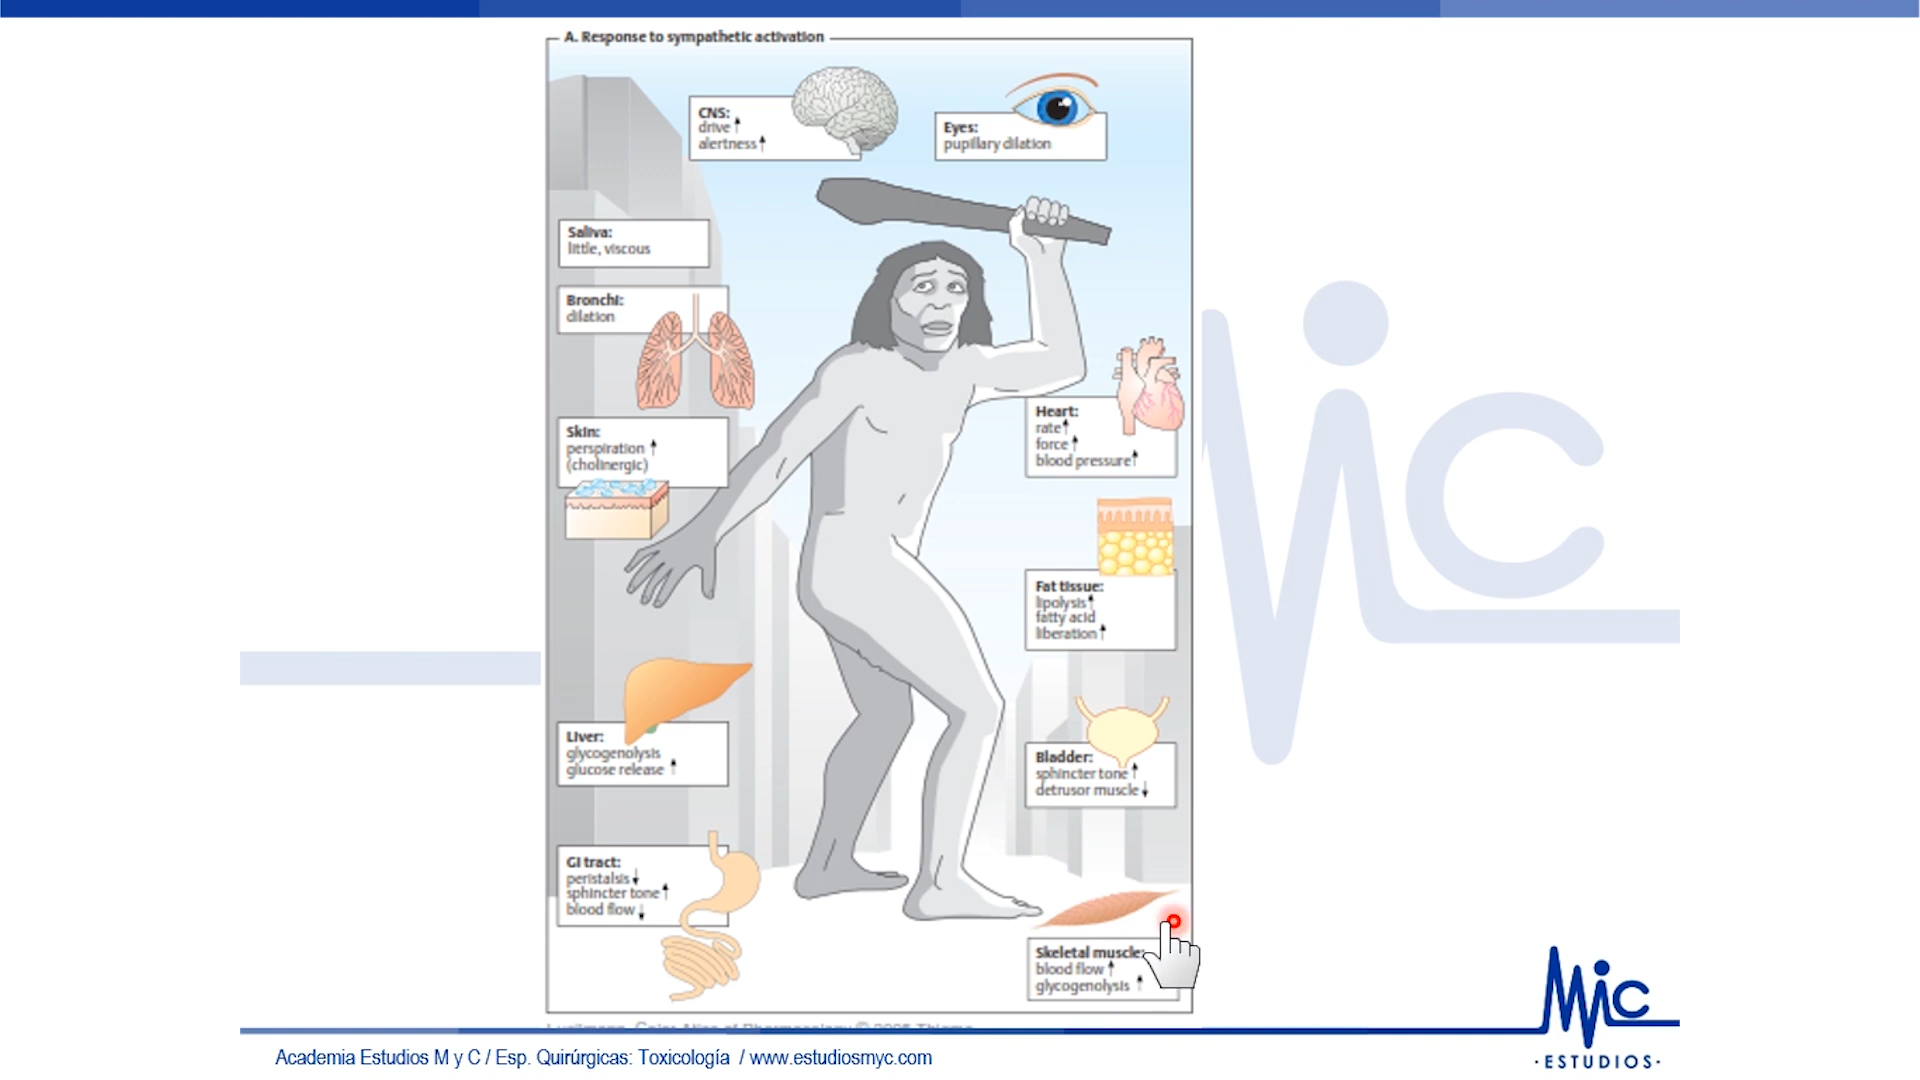 A. Response to sympathetic activation
CNS:
drive
alertness
Eyes:
pupillary dilation
Saliva:
little, viscous
Bronchi:
dilation
Skin:
perspiration
(cholinergic)
Heart:
rate
force
blood pressure
Fat tissue:
lipolysis
fatty acid
liberation
Liver:
glycogenolysis
glucose release
Bladder:
sphincter tone
detrusor muscle
GI tract:
peristalsis
sphincter tone
blood flow
Skeletal muscle:
blood flow
glycogenolysis
Mic
Academia Estudios M y C / Esp. Quirúrgicas: Toxicología / www.estudiosmyc.com
Mic
·ESTUDIOS·